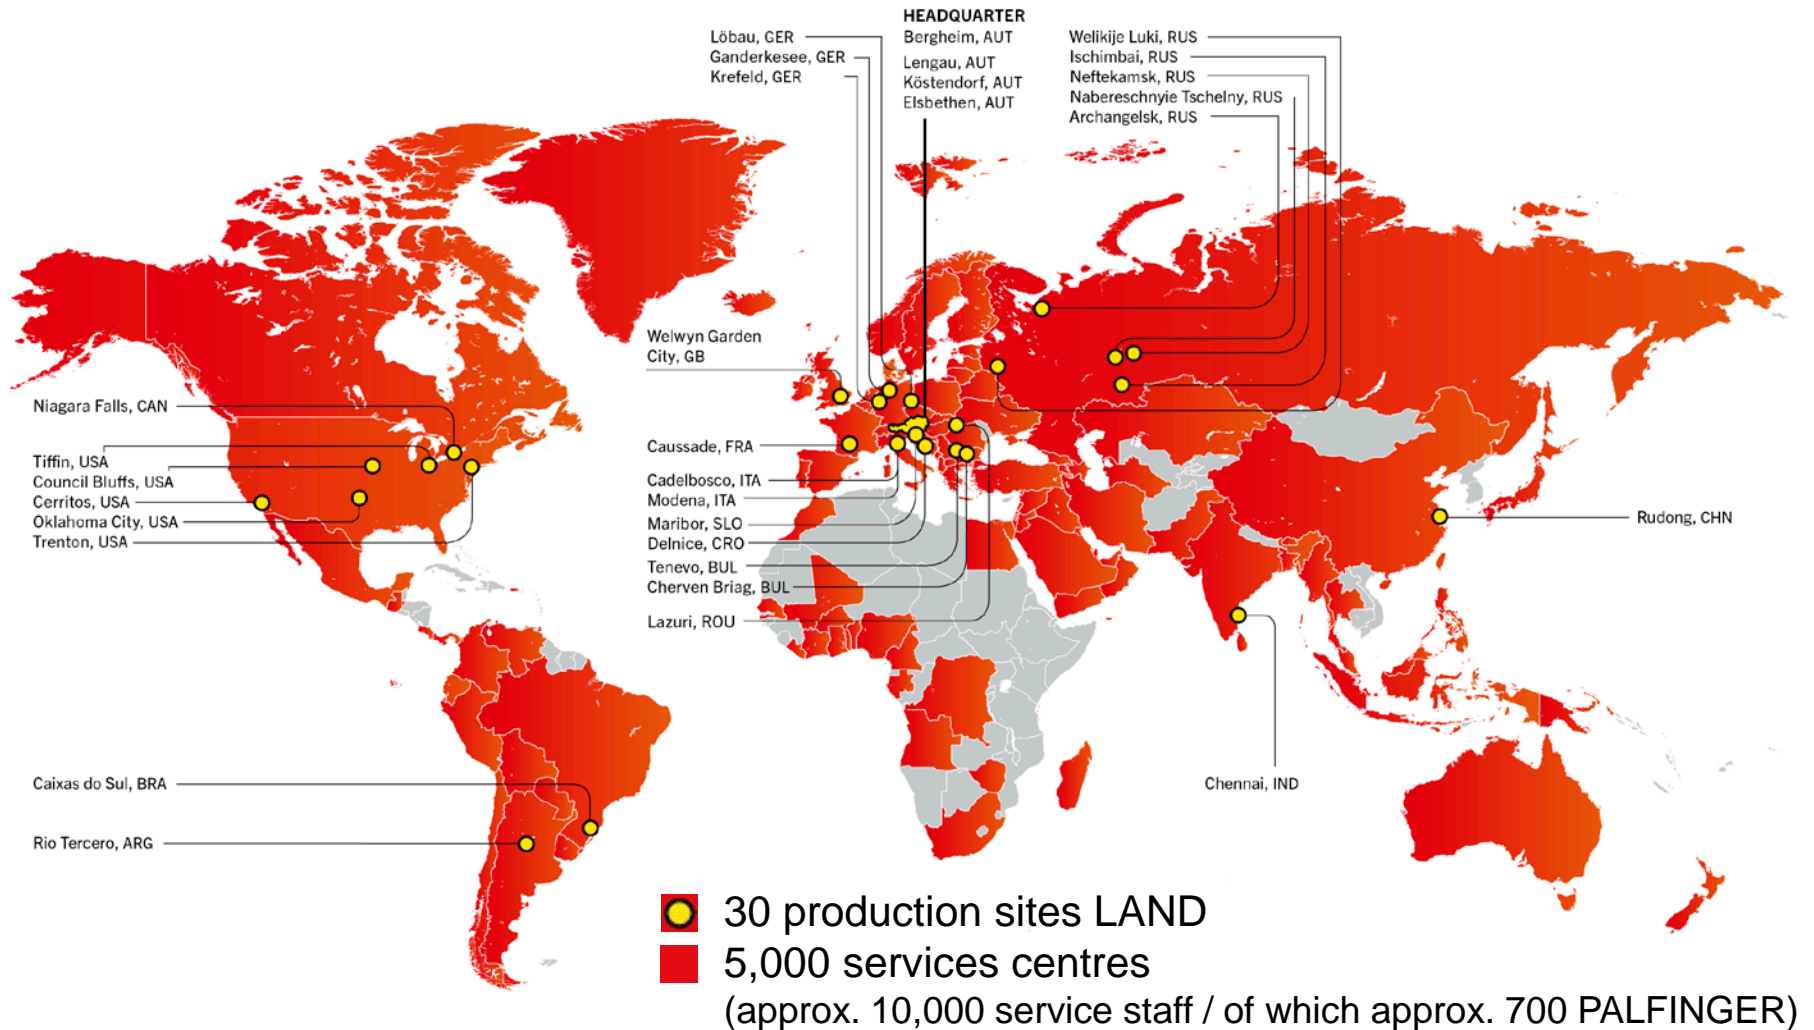 HEADQUARTER
Bergheim, AUT
Lengau, AUT
Köstendorf, AUT
Elsbethen, AUT
Löbau, GER
Ganderkesee, GER
Krefeld, GER
Welikije Luki, RUS
Ischimbai, RUS
Neftekamsk, RUS
Nabereschnyie Tschelny, RUS
Archangelsk, RUS
Welwyn Garden
City, GB
Niagara Falls, CAN
Tiffin, USA
Council Bluffs, USA
Cerritos, USA
Oklahoma City, USA
Trenton, USA
Caussade, FRA
Cadelbosco, ITA
Modena, ITA
Maribor, SLO
Delnice, CRO
Tenevo, BUL
Cherven Briag, BUL
Lazuri, ROU
Rudong, CHN
Chennai, IND
Caixas do Sul, BRA
Rio Tercero, ARG
30 production sites LAND
5,000 services centres
(approx. 10,000 service staff / of which approx. 700 PALFINGER)